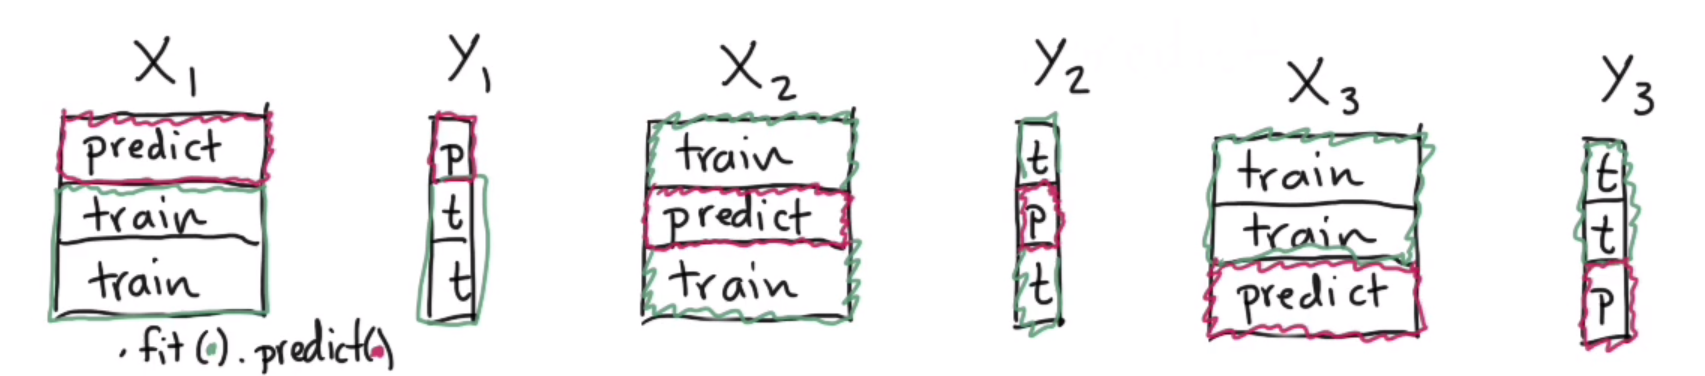 X₁ Y₁ X₂ Y₂ X₃ Y₃
predict p train t train t
train t predict p train t
train t train t predict p
.fit(•).predict(•)